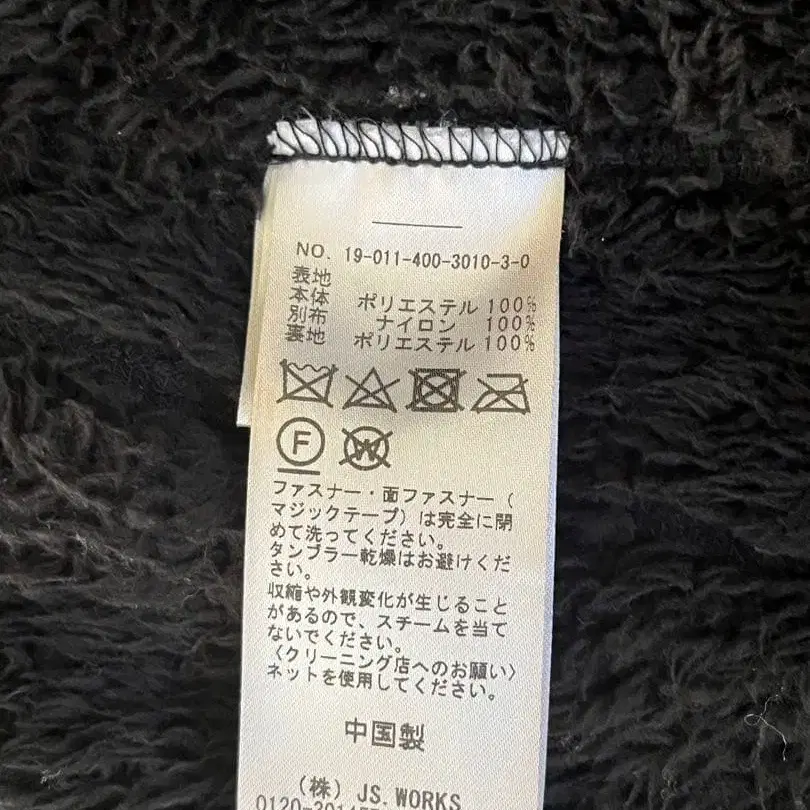 NO. 19-011-400-3010-3-0
表地
本体 ポリエステル 100%
別布 ナイロン 100%
裏地 ポリエステル 100%
F W
ファスナー・面ファスナー(
マジックテープ)は完全に閉
めて洗ってください。
タンブラー乾燥はお避けくだ
さい。
収縮や外観変化が生じること
があるので、スチームを当て
ないでください。
〈クリーニング店へのお願い〉
ネットを使用してください。
中国製
(株) JS.WORKS